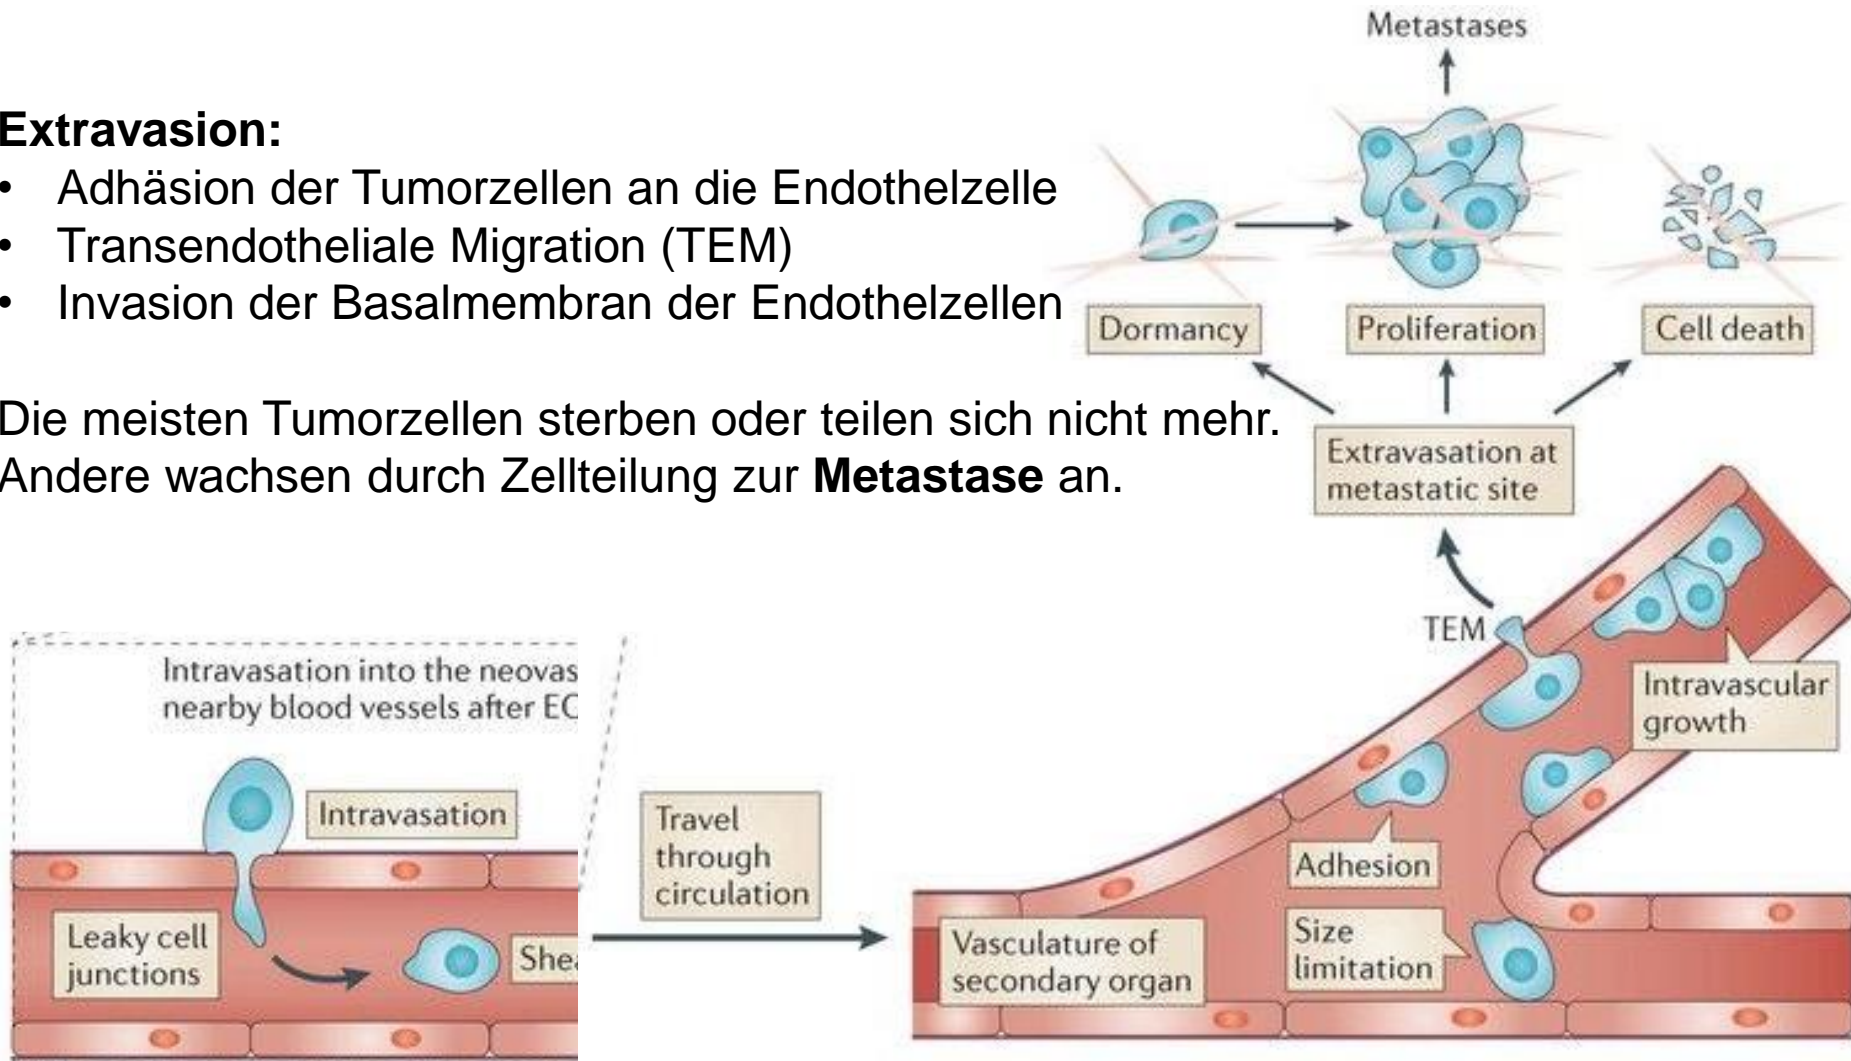 Extravasion:
• Adhäsion der Tumorzellen an die Endothelzelle
• Transendotheliale Migration (TEM)
• Invasion der Basalmembran der Endothelzellen
Die meisten Tumorzellen sterben oder teilen sich nicht mehr.
Andere wachsen durch Zellteilung zur Metastase an.
Metastases
Dormancy
Proliferation
Cell death
Extravasation at
metastatic site
TEM
Intravascular
growth
Adhesion
Size
limitation
Vasculature of
secondary organ
Travel
through
circulation
Intravasation into the neovas
nearby blood vessels after EC
Intravasation
Leaky cell
junctions
Shea